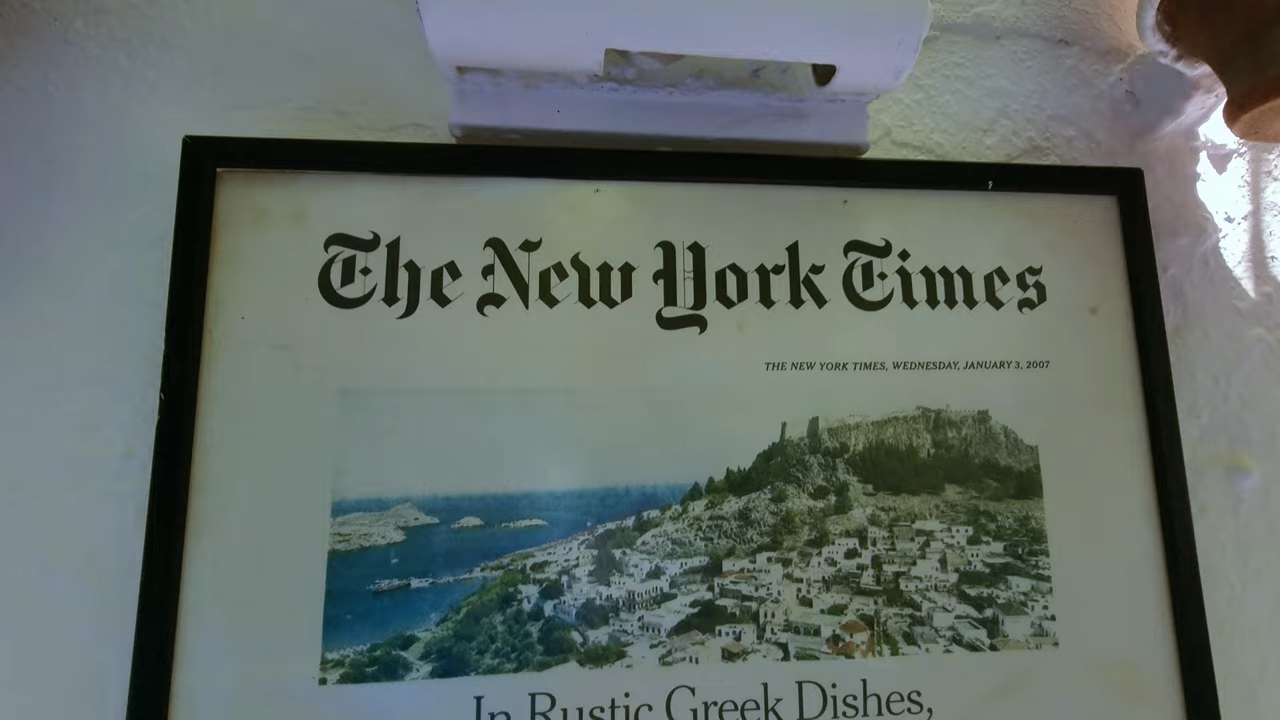 The New York Times
THE NEW YORK TIMES, WEDNESDAY, JANUARY 3, 2007
In Rustic Greek Dishes,